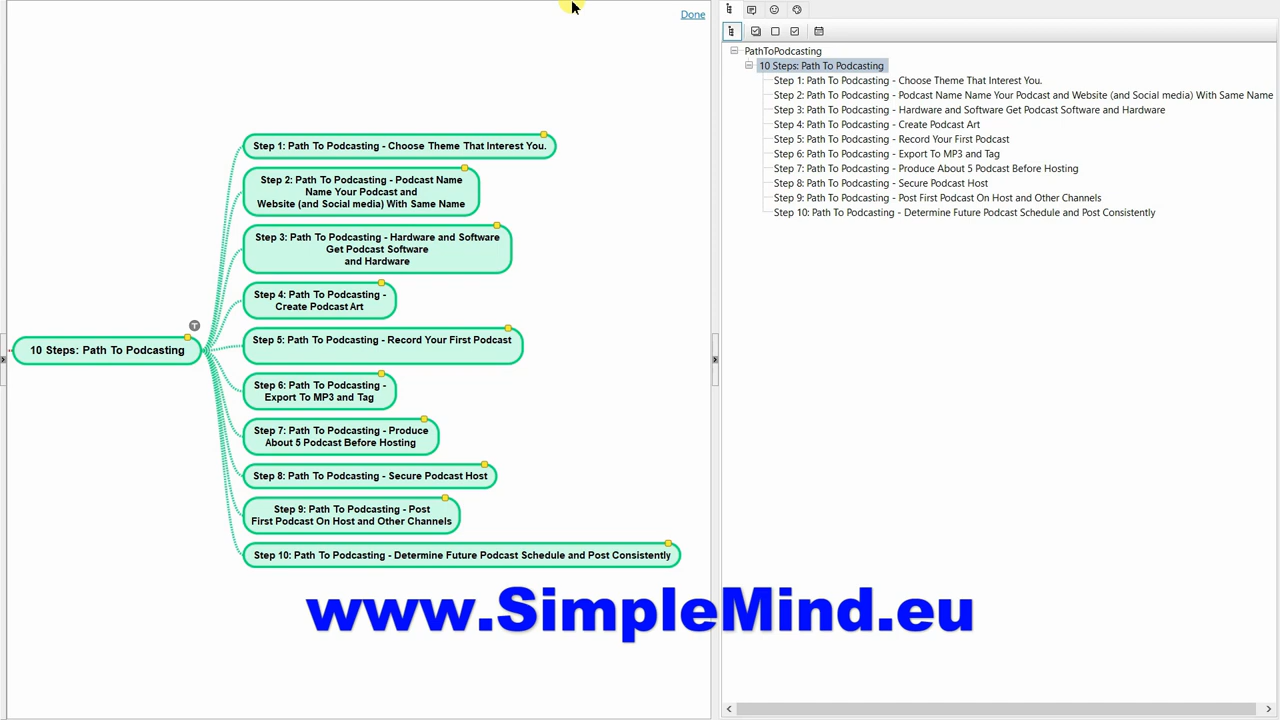 Done
Step 1: Path To Podcasting - Choose Theme That Interest You.
Step 2: Path To Podcasting - Podcast Name
Name Your Podcast and
Website (and Social media) With Same Name
Step 3: Path To Podcasting - Hardware and Software
Get Podcast Software
and Hardware
Step 4: Path To Podcasting -
Create Podcast Art
T
10 Steps: Path To Podcasting
Step 5: Path To Podcasting - Record Your First Podcast
Step 6: Path To Podcasting -
Export To MP3 and Tag
Step 7: Path To Podcasting - Produce
About 5 Podcast Before Hosting
Step 8: Path To Podcasting - Secure Podcast Host
Step 9: Path To Podcasting - Post
First Podcast On Host and Other Channels
Step 10: Path To Podcasting - Determine Future Podcast Schedule and Post Consistently
PathToPodcasting
10 Steps: Path To Podcasting
Step 1: Path To Podcasting - Choose Theme That Interest You.
Step 2: Path To Podcasting - Podcast Name Name Your Podcast and Website (and Social media) With Same Name
Step 3: Path To Podcasting - Hardware and Software Get Podcast Software and Hardware
Step 4: Path To Podcasting - Create Podcast Art
Step 5: Path To Podcasting - Record Your First Podcast
Step 6: Path To Podcasting - Export To MP3 and Tag
Step 7: Path To Podcasting - Produce About 5 Podcast Before Hosting
Step 8: Path To Podcasting - Secure Podcast Host
Step 9: Path To Podcasting - Post First Podcast On Host and Other Channels
Step 10: Path To Podcasting - Determine Future Podcast Schedule and Post Consistently
www.SimpleMind.eu